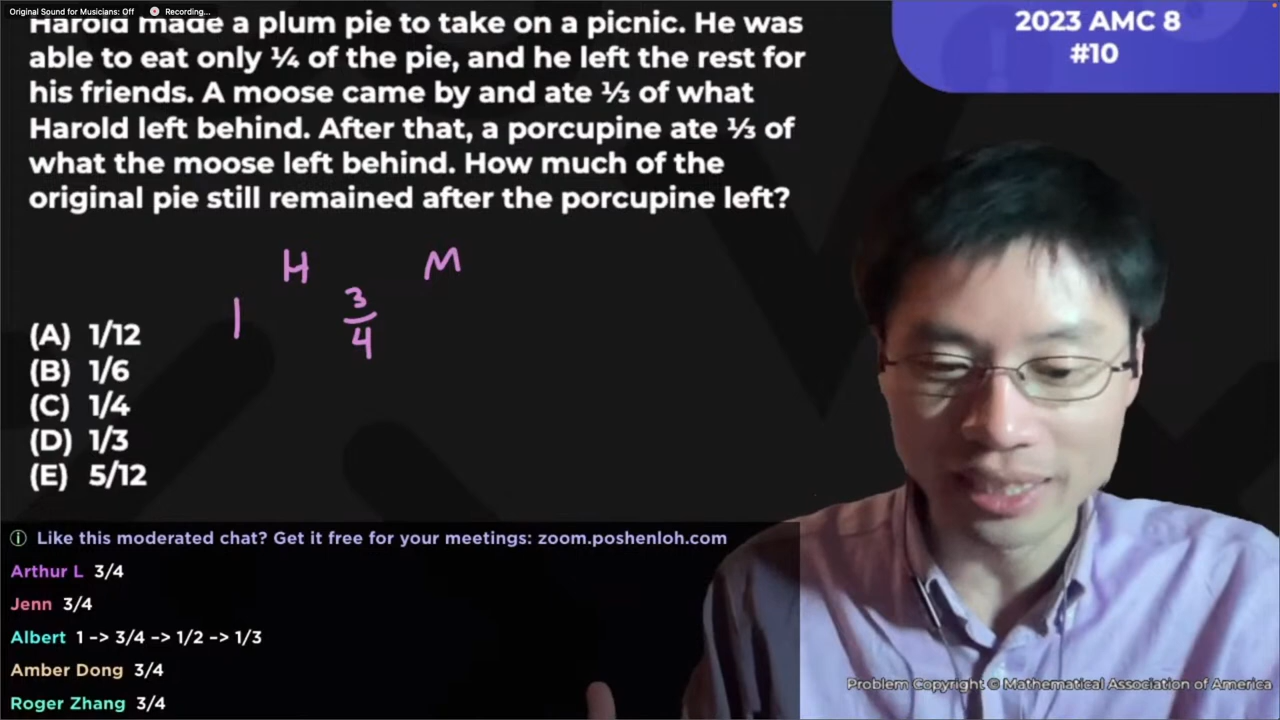 Original Sound for Musicians: Off
Recording...
Harold made a plum pie to take on a picnic. He was
able to eat only ¼ of the pie, and he left the rest for
his friends. A moose came by and ate ⅓ of what
Harold left behind. After that, a porcupine ate ⅓ of
what the moose left behind. How much of the
original pie still remained after the porcupine left?
2023 AMC 8
#10
H M
1 3/4
(A) 1/12
(B) 1/6
(C) 1/4
(D) 1/3
(E) 5/12
Like this moderated chat? Get it free for your meetings: zoom.poshenloh.com
Arthur L 3/4
Jenn 3/4
Albert 1 -> 3/4 -> 1/2 -> 1/3
Amber Dong 3/4
Roger Zhang 3/4
Problem Copyright © Mathematical Association of America